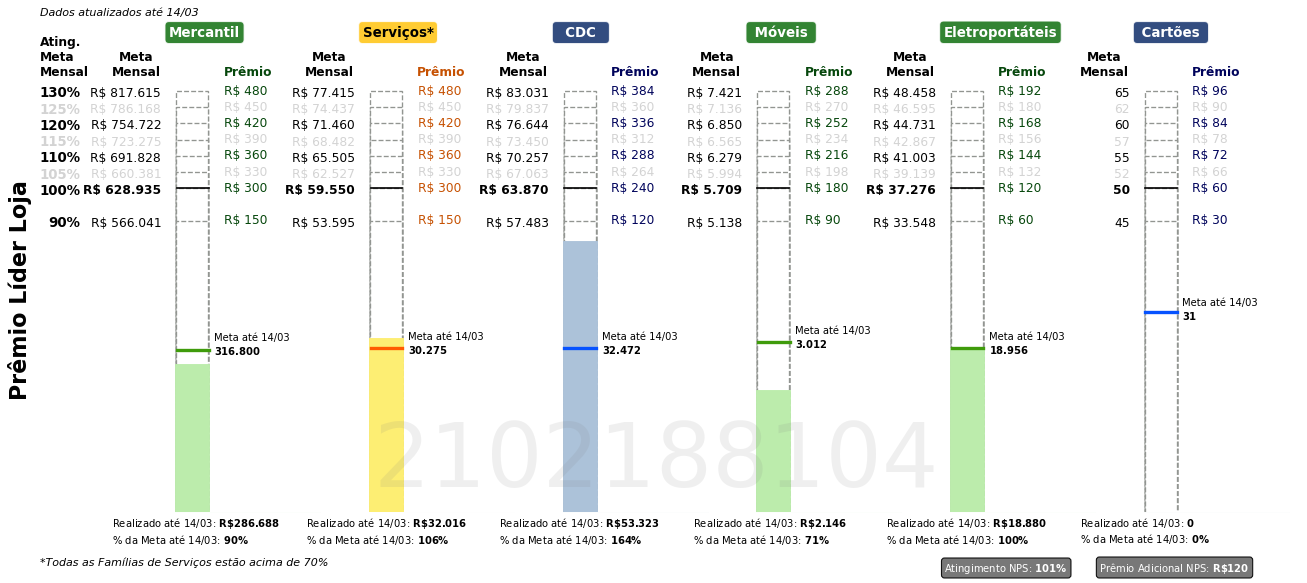 Dados atualizados até 14/03
Mercantil Serviços* CDC Móveis Eletroportáteis Cartões
Ating.
Meta Meta Meta Meta Meta Meta Meta
Mensal Mensal Prêmio Mensal Prêmio Mensal Prêmio Mensal Prêmio Mensal Prêmio Mensal Prêmio
130% R$ 817.615 R$ 480 R$ 77.415 R$ 480 R$ 83.031 R$ 384 R$ 7.421 R$ 288 R$ 48.458 R$ 192 65 R$ 96
125% R$ 786.168 R$ 450 R$ 74.437 R$ 450 R$ 79.837 R$ 360 R$ 7.136 R$ 270 R$ 46.595 R$ 180 62 R$ 90
120% R$ 754.722 R$ 420 R$ 71.460 R$ 420 R$ 76.644 R$ 336 R$ 6.850 R$ 252 R$ 44.731 R$ 168 60 R$ 84
115% R$ 723.275 R$ 390 R$ 68.482 R$ 390 R$ 73.450 R$ 312 R$ 6.565 R$ 234 R$ 42.867 R$ 156 57 R$ 78
110% R$ 691.828 R$ 360 R$ 65.505 R$ 360 R$ 70.257 R$ 288 R$ 6.279 R$ 216 R$ 41.003 R$ 144 55 R$ 72
105% R$ 660.381 R$ 330 R$ 62.527 R$ 330 R$ 67.063 R$ 264 R$ 5.994 R$ 198 R$ 39.139 R$ 132 52 R$ 66
100% R$ 628.935 R$ 300 R$ 59.550 R$ 300 R$ 63.870 R$ 240 R$ 5.709 R$ 180 R$ 37.276 R$ 120 50 R$ 60
90% R$ 566.041 R$ 150 R$ 53.595 R$ 150 R$ 57.483 R$ 120 R$ 5.138 R$ 90 R$ 33.548 R$ 60 45 R$ 30
Prêmio Líder Loja
Meta até 14/03 Meta até 14/03 Meta até 14/03 Meta até 14/03 Meta até 14/03 Meta até 14/03
316.800 30.275 32.472 3.012 18.956 31
2102188104
Realizado até 14/03: R$286.688 Realizado até 14/03: R$32.016 Realizado até 14/03: R$53.323 Realizado até 14/03: R$2.146 Realizado até 14/03: R$18.880 Realizado até 14/03: 0
% da Meta até 14/03: 90% % da Meta até 14/03: 106% % da Meta até 14/03: 164% % da Meta até 14/03: 71% % da Meta até 14/03: 100% % da Meta até 14/03: 0%
*Todas as Famílias de Serviços estão acima de 70% Atingimento NPS: 101% Prêmio Adicional NPS: R$120